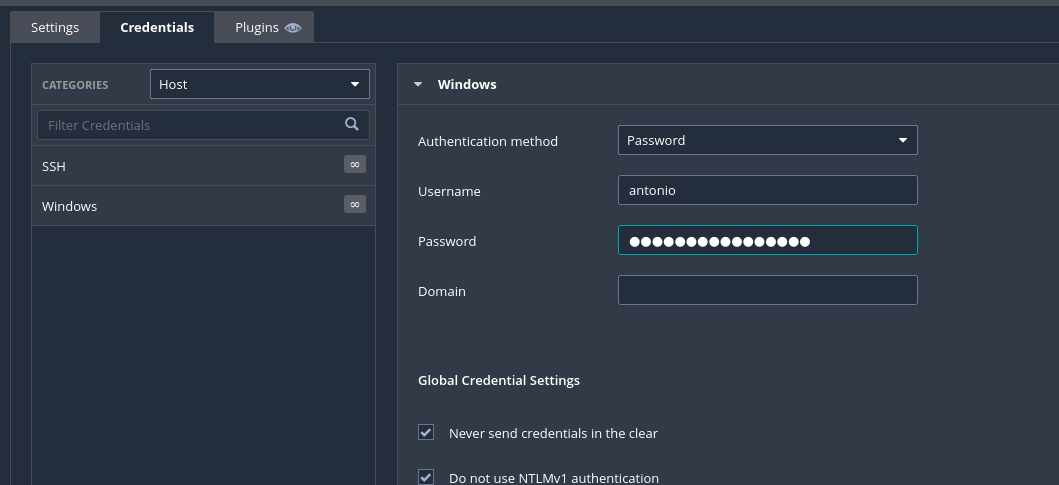 Settings Credentials Plugins
CATEGORIES Host
Filter Credentials
SSH ∞
Windows ∞
Windows
Authentication method Password
Username antonio
Password ●●●●●●●●●●●●●●●●
Domain
Global Credential Settings
Never send credentials in the clear
Do not use NTLMv1 authentication